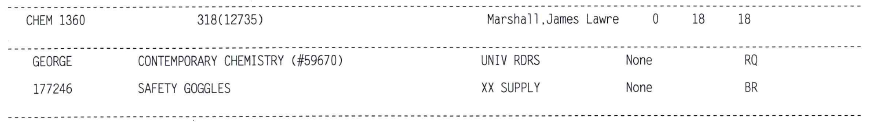 CHEM 1360 318(12735) Marshall,James Lawre 0 18 18
GEORGE CONTEMPORARY CHEMISTRY (#59670) UNIV RDRS None RQ
177246 SAFETY GOGGLES XX SUPPLY None BR